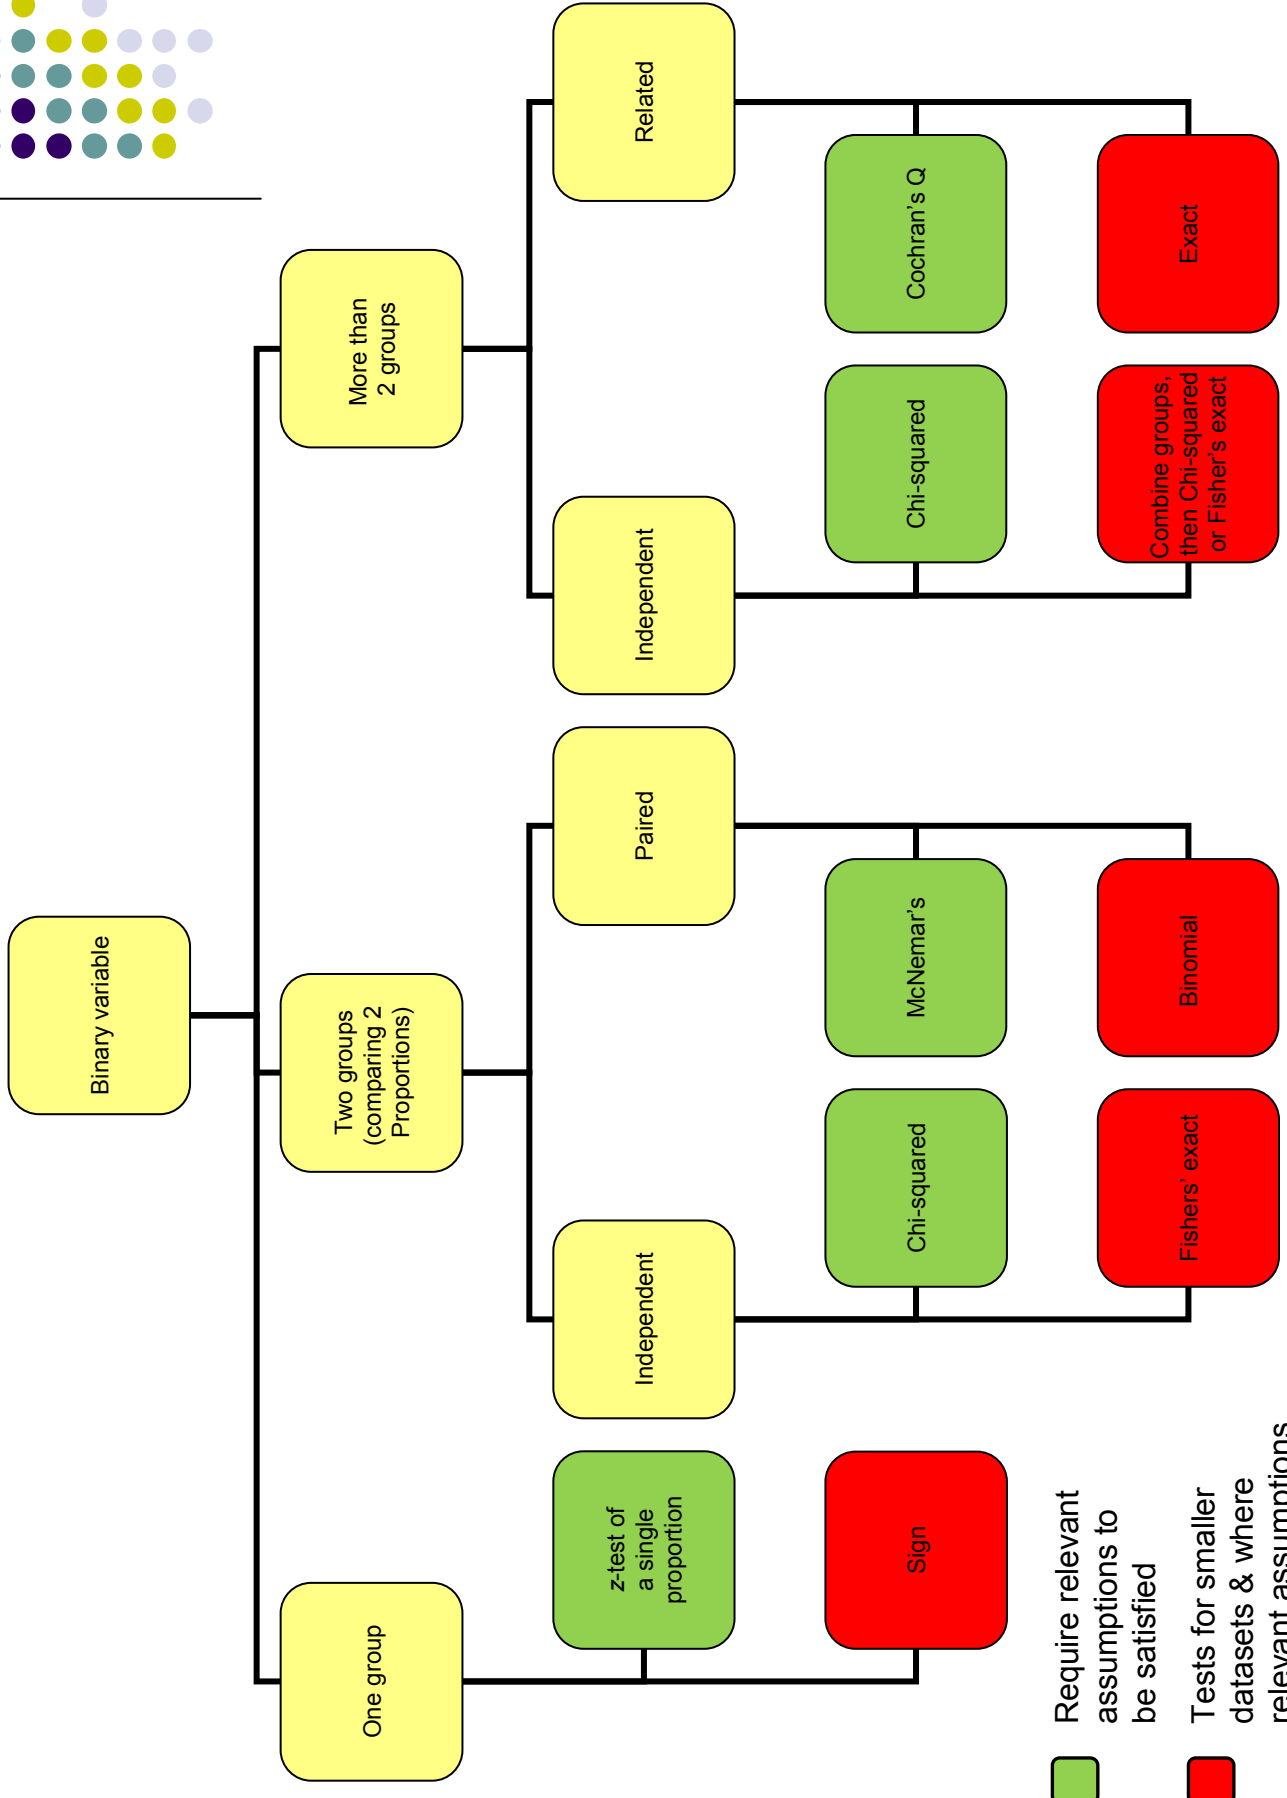 Binary variable
One group
Two groups
(comparing 2
Proportions)
More than
2 groups
z-test of
a single
proportion
Independent
Paired
Independent
Related
Sign
Chi-squared
McNemar's
Chi-squared
Cochran's Q
Fishers' exact
Binomial
Combine groups,
then Chi-squared
or Fisher's exact
Exact
Require relevant
assumptions to
be satisfied
Tests for smaller
datasets & where
relevant assumptions